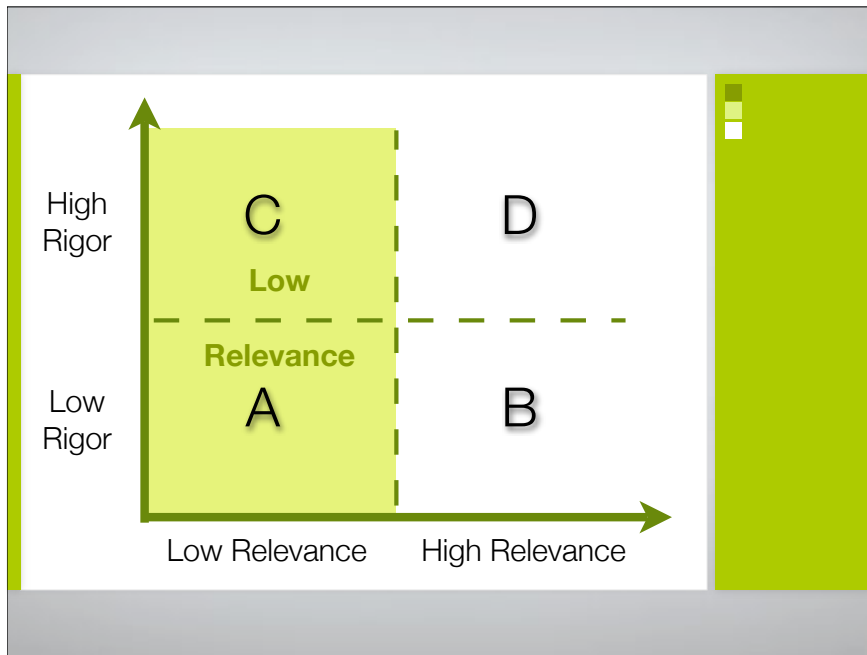 High
Rigor
C
D
Low
Relevance
Low
Rigor
A
B
Low Relevance
High Relevance